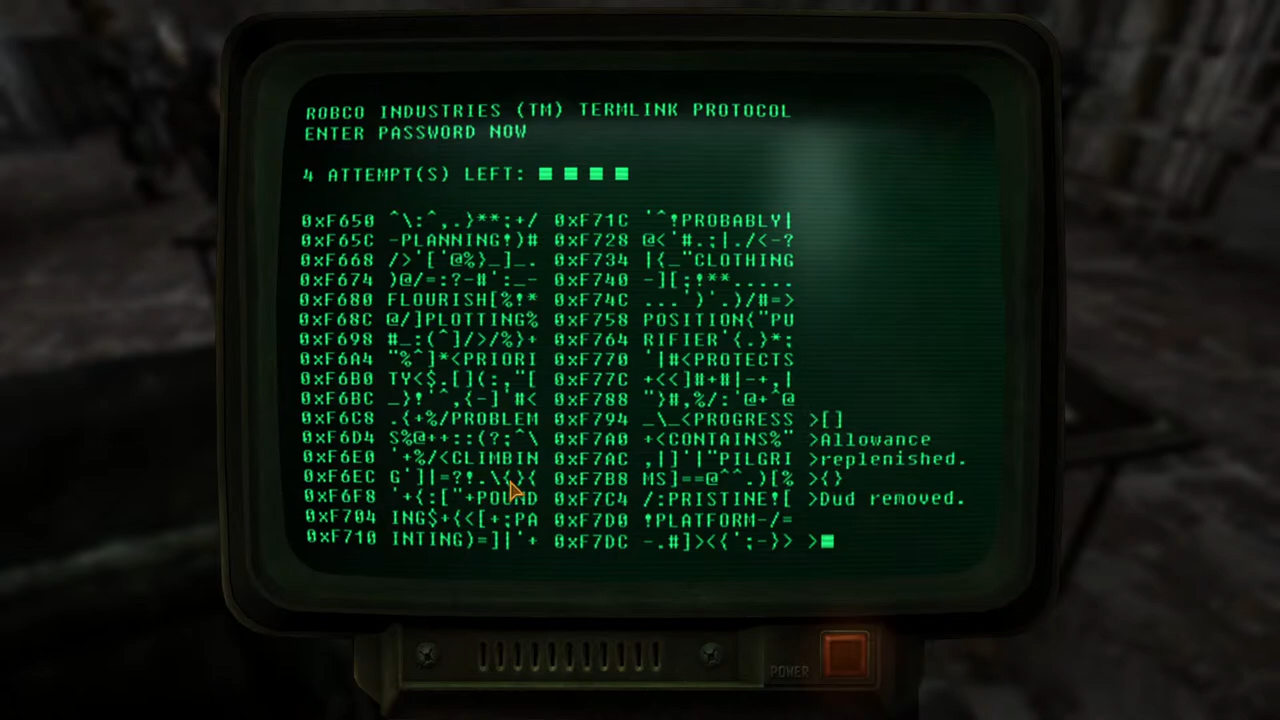 ROBCO INDUSTRIES (TM) TERMLINK PROTOCOL
ENTER PASSWORD NOW
4 ATTEMPT(S) LEFT: ■ ■ ■ ■
0xF650 ^\:^,.}**;+/ 0xF71C '^!PROBABLY|
0xF65C -PLANNING!)# 0xF728 @<'#.;|./<-?
0xF668 />'['@%}_]_. 0xF734 |{_"CLOTHING
0xF674 )@/=:?-#':_- 0xF740 -][;!**.....
0xF680 FLOURISH[%!* 0xF74C ...')'.)/#=>
0xF68C @/]PLOTTING% 0xF758 POSITION{"PU
0xF698 #_:(^]/>/%}+ 0xF764 RIFIER'{.}*;
0xF6A4 "%^]*<PRIORI 0xF770 '|#<PROTECTS
0xF6B0 TY<$.[](:,"[ 0xF77C +<<]#+#|-+,|
0xF6BC _}!'^,{-]'#< 0xF788 "}#,%/:'@+^@
0xF6C8 .{+%/PROBLEM 0xF794 _\_<PROGRESS >[]
0xF6D4 S%@++::(?;^\ 0xF7A0 +<CONTAINS%" >Allowance
0xF6E0 '+%/<CLIMBIN 0xF7AC ,|]'|"PILGRI >replenished.
0xF6EC G']|=?!.\{}{ 0xF7B8 MS]==@^^.)[% >{}
0xF6F8 '+{:["+POUND 0xF7C4 /:PRISTINE![ >Dud removed.
0xF704 ING$+{<[+;PA 0xF7D0 !PLATFORM-/=
0xF710 INTING)=]|'+ 0xF7DC -.#]><{';-}> >■
POWER